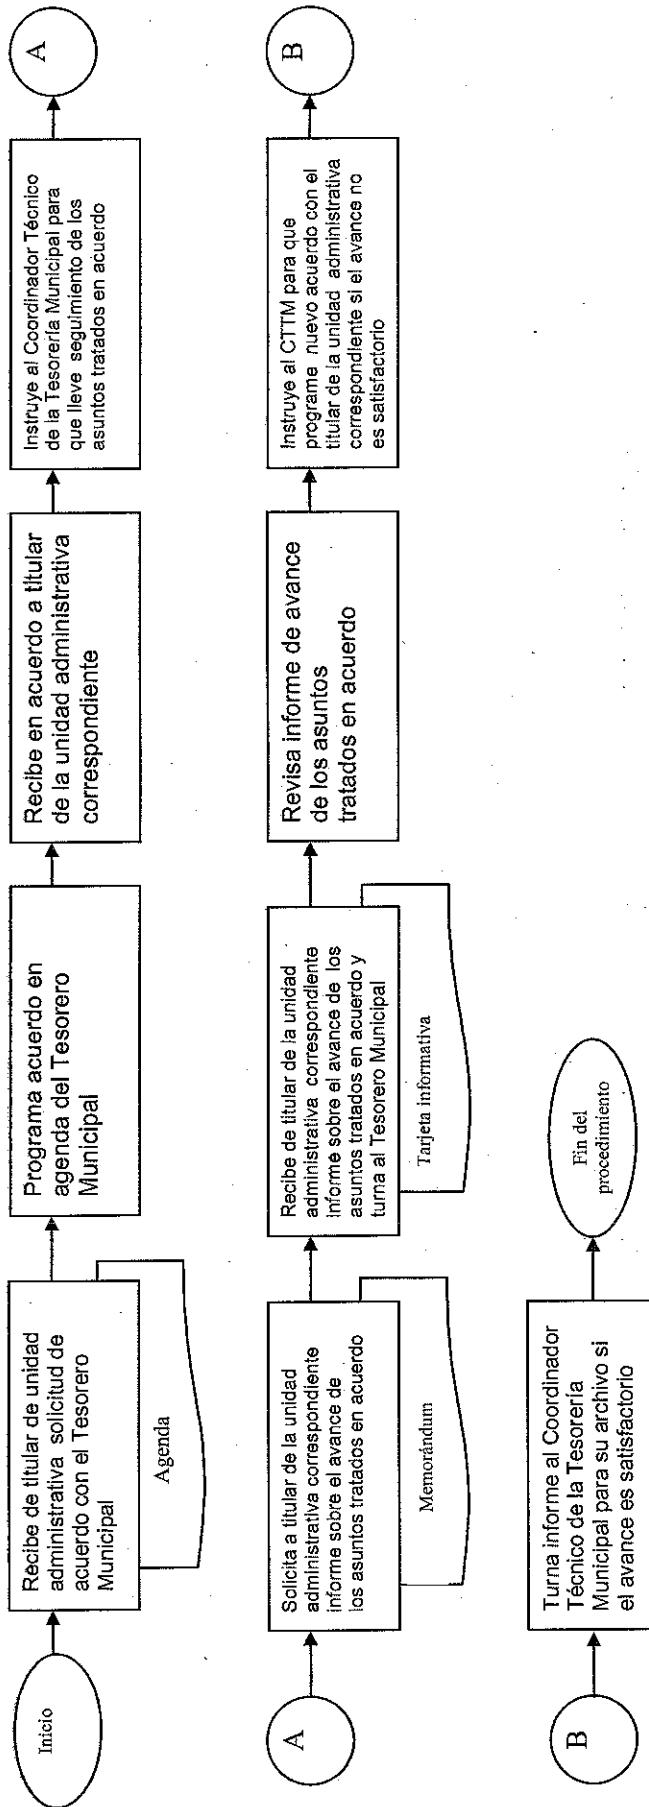 Inicio
Recibe de titular de unidad
administrativa solicitud de
acuerdo con el Tesorero
Municipal
Agenda
Programa acuerdo en
agenda del Tesorero
Municipal
Recibe en acuerdo a titular
de la unidad administrativa
correspondiente
Instruye al Coordinador Técnico
de la Tesorería Municipal para
que lleve seguimiento de los
asuntos tratados en acuerdo
A
A
Solicita a titular de la unidad
administrativa correspondiente
informe sobre el avance de
los asuntos tratados en acuerdo
Memorándum
Recibe de titular de la unidad
administrativa correspondiente
Informe sobre el avance de los
asuntos tratados en acuerdo y
turna al Tesorero Municipal
Tarjeta informativa
Revisa informe de avance
de los asuntos
tratados en acuerdo
Instruye al CTTM para que
programe nuevo acuerdo con el
titular de la unidad administrativa
correspondiente si el avance no
es satisfactorio
B
B
Turna informe al Coordinador
Técnico de la Tesorería
Municipal para su archivo si
el avance es satisfactorio
Fin del
procedimiento